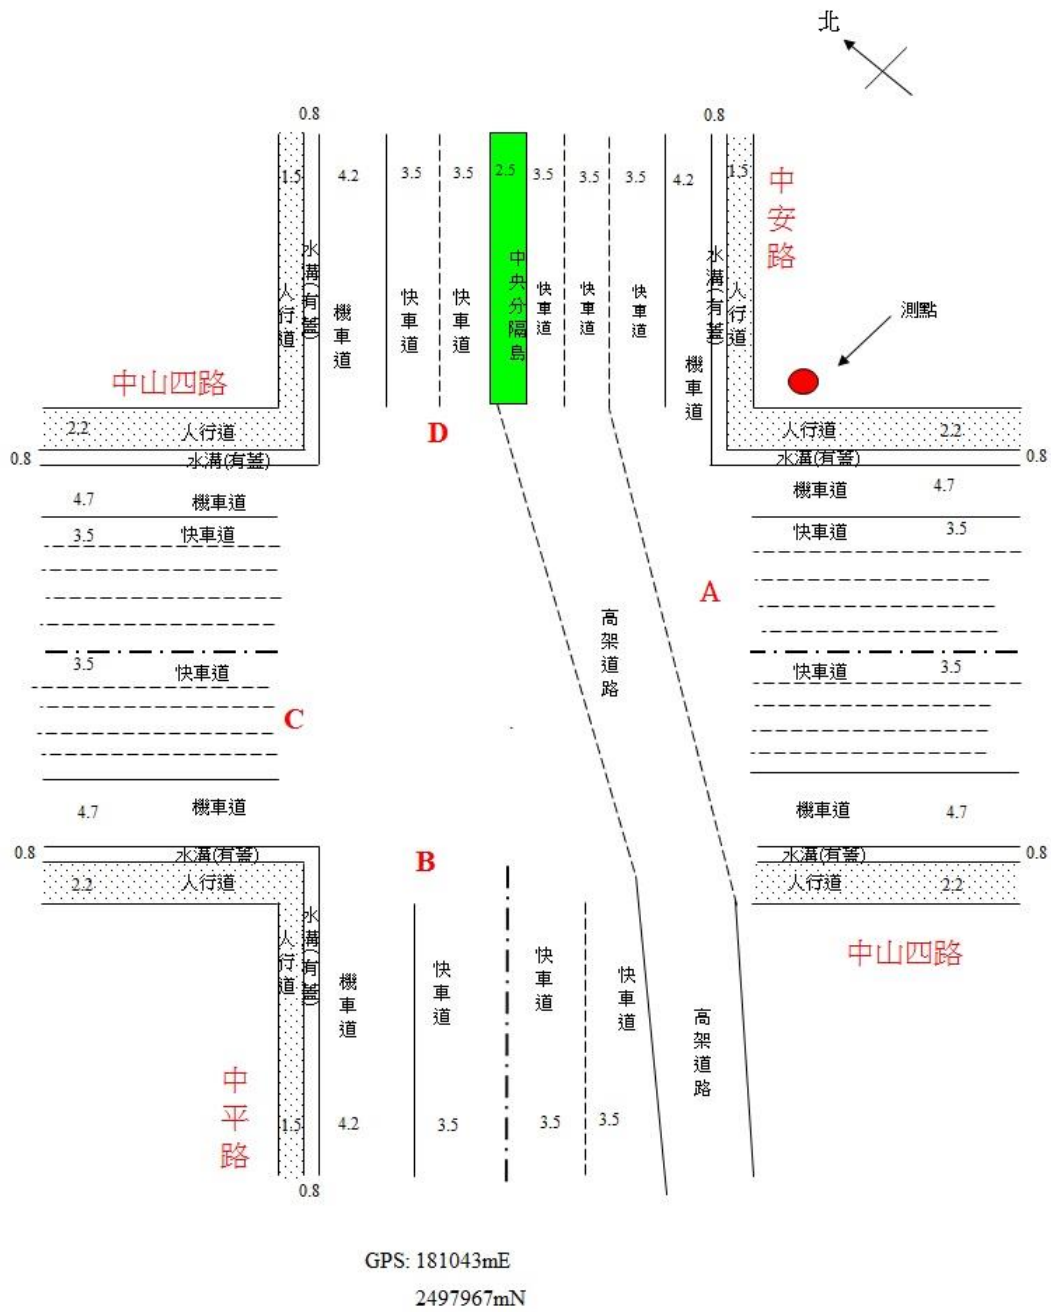 北
0.8
0.8
1.5
4.2
3.5
3.5
2.5
3.5
3.5
3.5
4.2
1.5
中安路
水溝(有蓋)
人行道
機車道
快車道
快車道
中央分隔島
快車道
快車道
快車道
機車道
水溝(有蓋)
人行道
測點
中山四路
2.2
人行道
D
人行道
2.2
0.8
水溝(有蓋)
水溝(有蓋)
0.8
4.7
機車道
機車道
4.7
3.5
快車道
快車道
3.5
A
高架道路
3.5
快車道
快車道
3.5
C
4.7
機車道
機車道
4.7
0.8
水溝(有蓋)
B
水溝(有蓋)
0.8
2.2
人行道
人行道
2.2
人行道
水溝(有蓋)
機車道
快車道
快車道
快車道
高架道路
中山四路
中平路
1.5
4.2
3.5
3.5
3.5
0.8
GPS: 181043mE
2497967mN